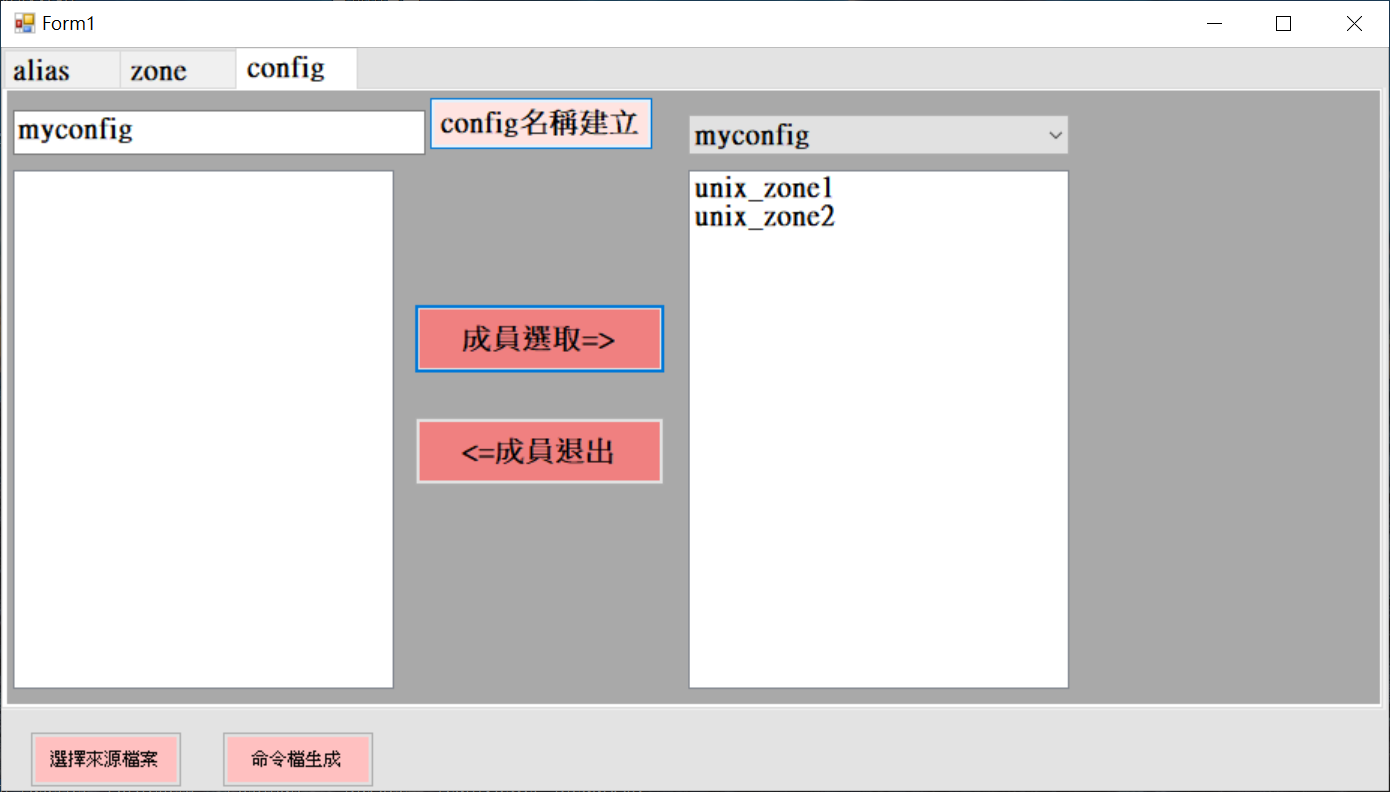 Form1
alias
zone
config
myconfig
config名稱建立
myconfig
unix_zone1
unix_zone2
成員選取=>
<=成員退出
選擇來源檔案
命令檔生成